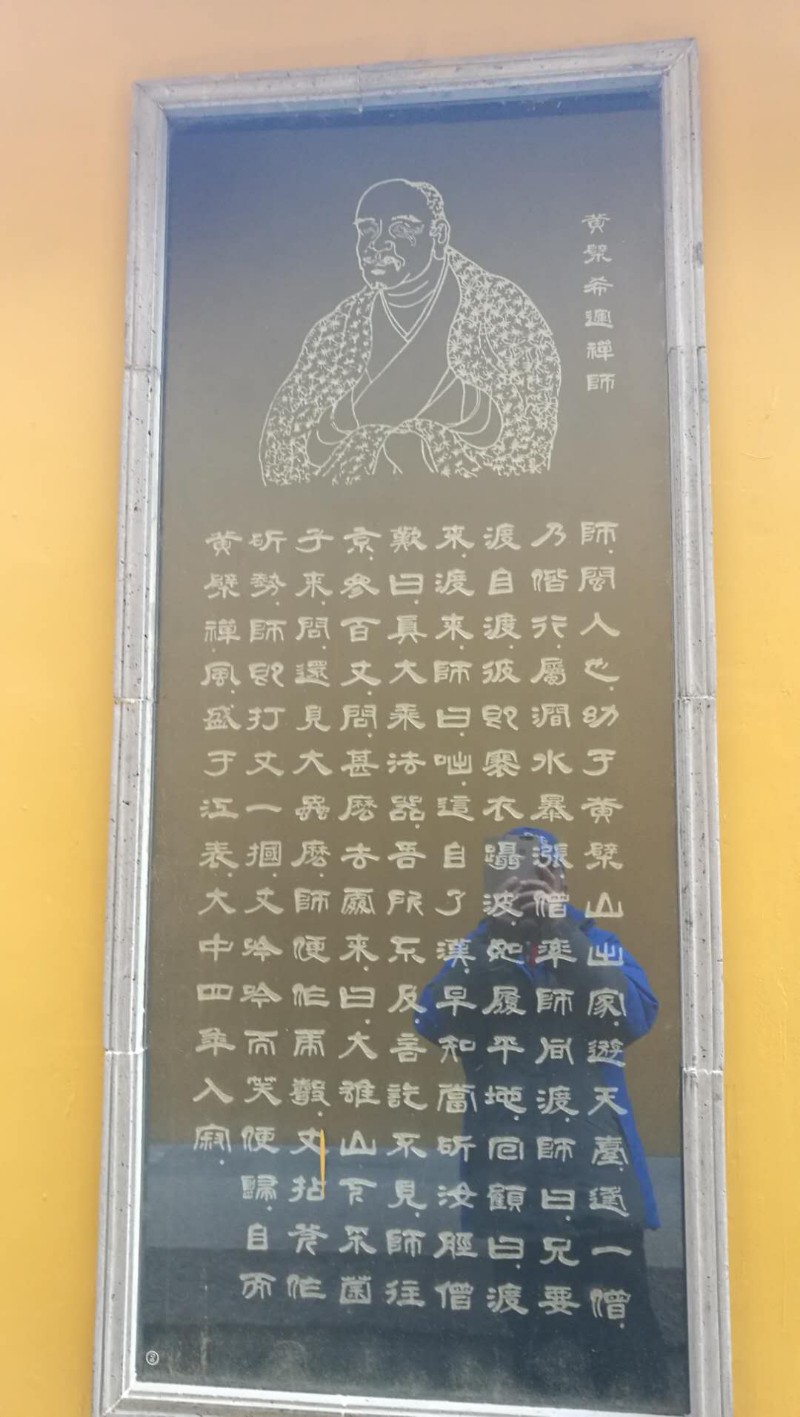 黄檗希運禪師
師閩人也幼于黄檗山出家遊天臺逢一僧
乃偕行屬澗水暴漲僧率師同渡師曰兄要
渡自渡彼即褰衣躡波如履平地回顧曰渡
來渡來師曰咄這自了漢早知當斫汝脛僧
歎曰真大乘法器吾所不及言訖不見師往
京參百丈問甚麽去處來曰大雄山下采菌
子來問還見大蟲麽師便作虎聲丈拈斧作
斫勢師即打丈一摑丈吟吟而笑便歸自而
黄檗禪風盛于江表大中四年入寂